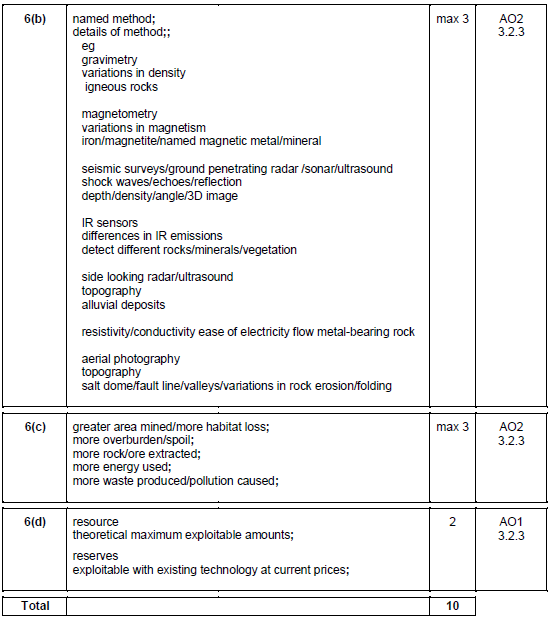 6(b) named method; max 3 AO2
details of method;; 3.2.3
eg
gravimetry
variations in density
igneous rocks
magnetometry
variations in magnetism
iron/magnetite/named magnetic metal/mineral
seismic surveys/ground penetrating radar /sonar/ultrasound
shock waves/echoes/reflection
depth/density/angle/3D image
IR sensors
differences in IR emissions
detect different rocks/minerals/vegetation
side looking radar/ultrasound
topography
alluvial deposits
resistivity/conductivity ease of electricity flow metal-bearing rock
aerial photography
topography
salt dome/fault line/valleys/variations in rock erosion/folding
6(c) greater area mined/more habitat loss; max 3 AO2
more overburden/spoil; 3.2.3
more rock/ore extracted;
more energy used;
more waste produced/pollution caused;
6(d) resource 2 AO1
theoretical maximum exploitable amounts; 3.2.3
reserves
exploitable with existing technology at current prices;
Total 10